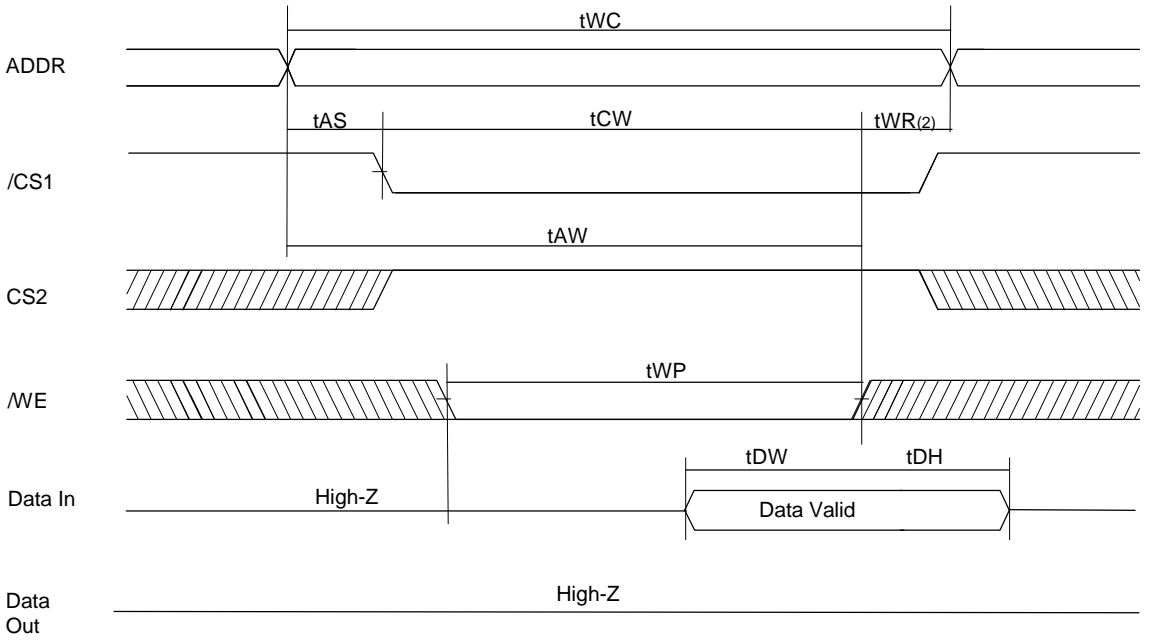 tWC
ADDR
tAS tCW tWR(2)
/CS1
tAW
CS2
tWP
/WE
tDW tDH
Data In High-Z Data Valid
High-Z
Data
Out